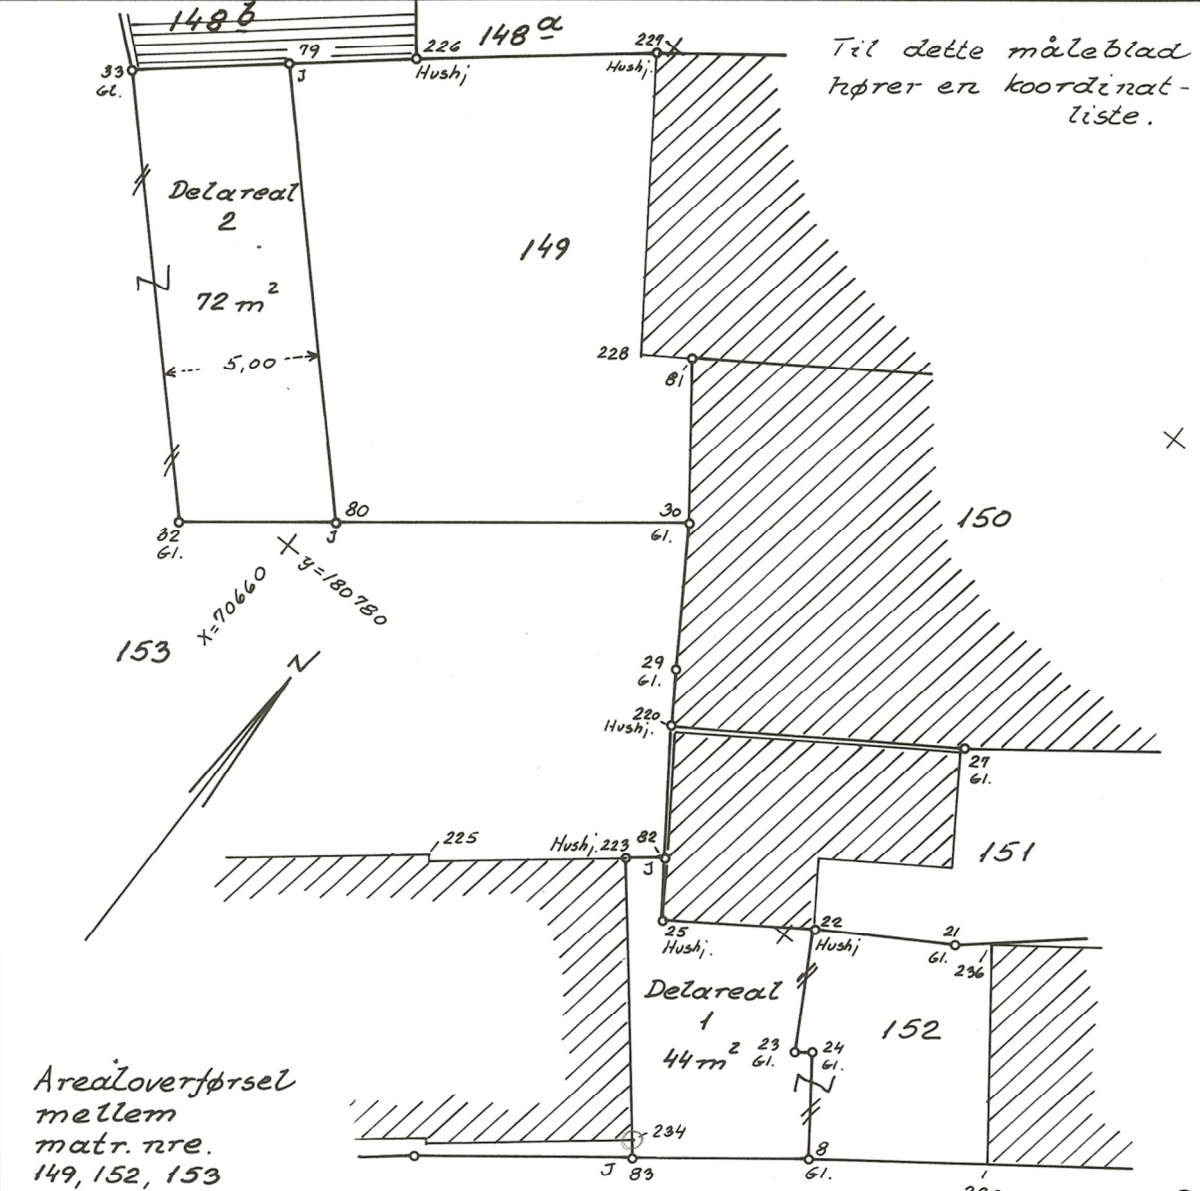 148 b
148 a
79
226
229
33
Gl.
J
Hushj
Hushj.
Til dette måleblad
hører en koordinat-
liste.
Delareal
2
149
72 m²
5,00
228
81
32
Gl.
80
J
30
Gl.
150
y=180780
x=70660
153
N
29
Gl.
220
Hushj.
27
Gl.
225
Hushj. 223
82
J
151
25
Hushj.
22
Hushj
21
Gl.
236
Delareal
1
44 m²
23
Gl.
24
Gl.
152
Arealoverførsel
mellem
matr. nre.
149, 152, 153
234
J
83
8
Gl.